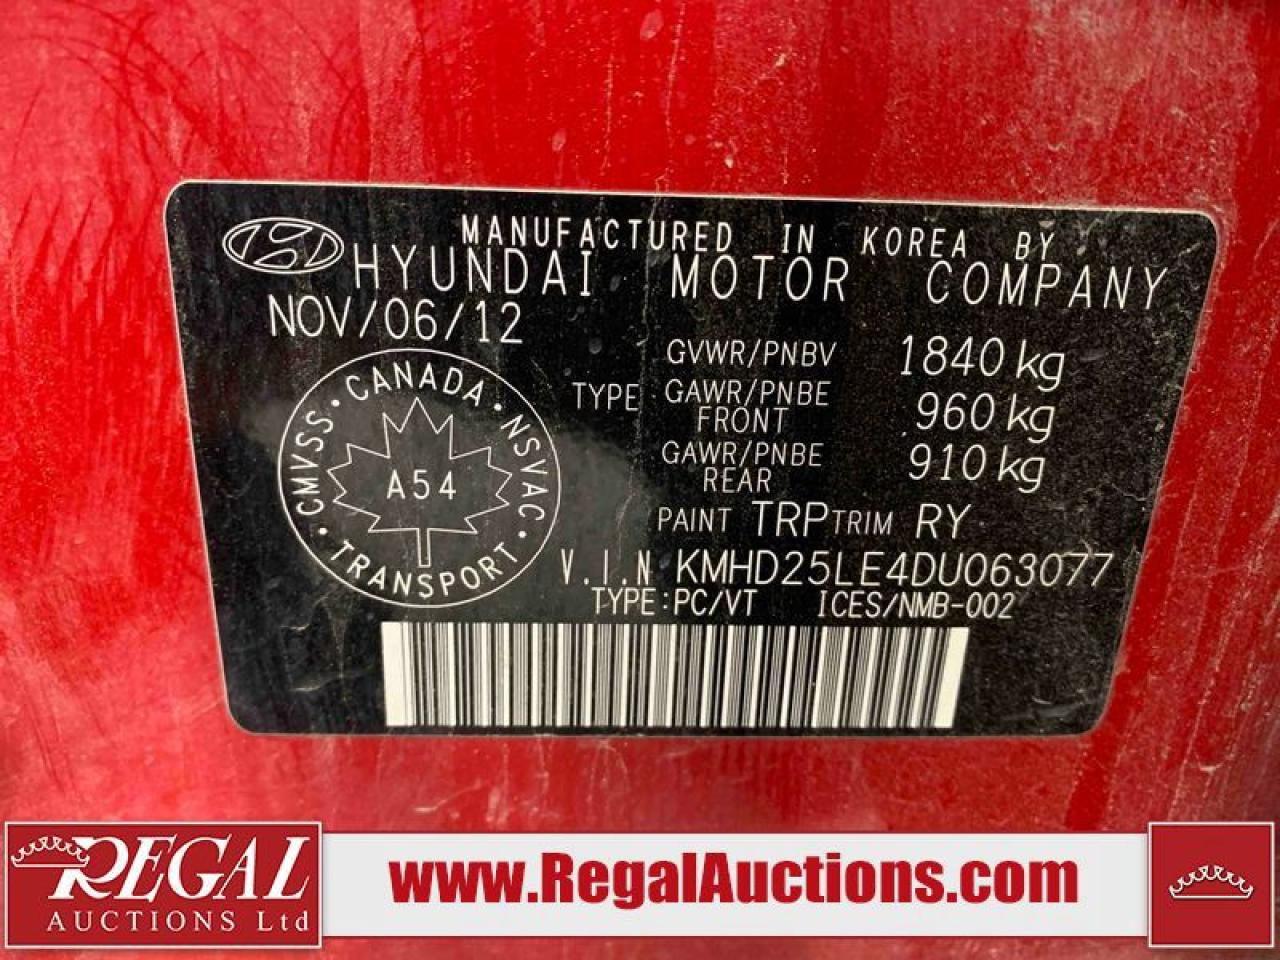 MANUFACTURED IN KOREA BY
HYUNDAI MOTOR COMPANY
NOV/06/12
GVWR/PNBV 1840 kg
TYPE GAWR/PNBE FRONT 960 kg
GAWR/PNBE REAR 910 kg
PAINT TRP TRIM RY
V.I.N KMHD25LE4DU063077
TYPE:PC/VT ICES/NMB-002
CMVSS · CANADA · NSVAC · TRANSPORT ·
A54
REGAL
AUCTIONS Ltd
www.RegalAuctions.com